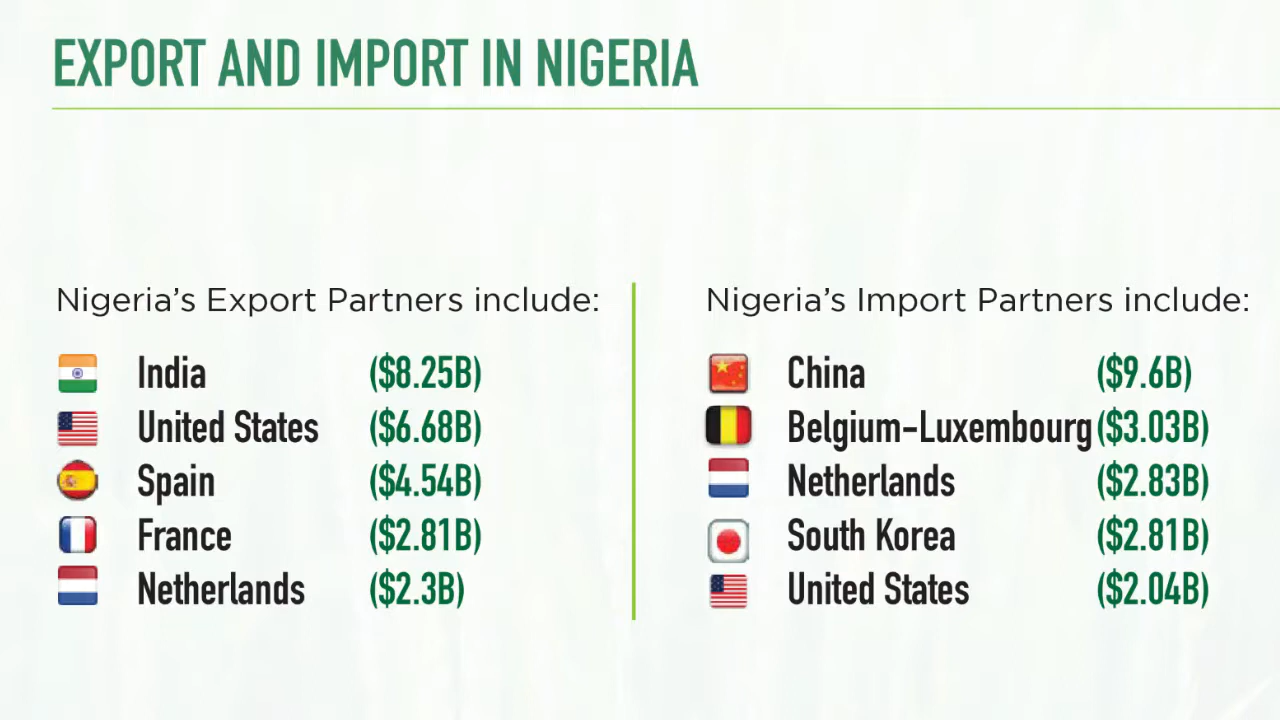 EXPORT AND IMPORT IN NIGERIA
Nigeria's Export Partners include:
India ($8.25B)
United States ($6.68B)
Spain ($4.54B)
France ($2.81B)
Netherlands ($2.3B)
Nigeria's Import Partners include:
China ($9.6B)
Belgium-Luxembourg ($3.03B)
Netherlands ($2.83B)
South Korea ($2.81B)
United States ($2.04B)